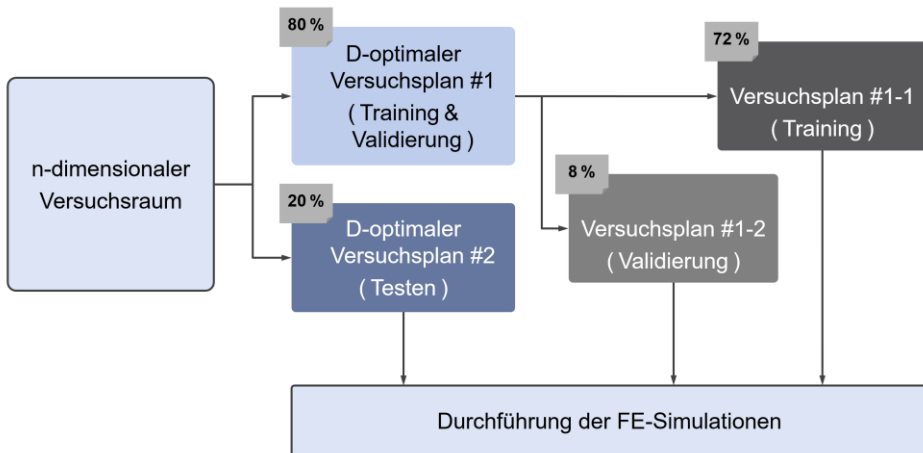 n-dimensionaler
Versuchsraum
80 %
D-optimaler
Versuchsplan #1
( Training &
Validierung )
20 %
D-optimaler
Versuchsplan #2
( Testen )
72 %
Versuchsplan #1-1
( Training )
8 %
Versuchsplan #1-2
( Validierung )
Durchführung der FE-Simulationen